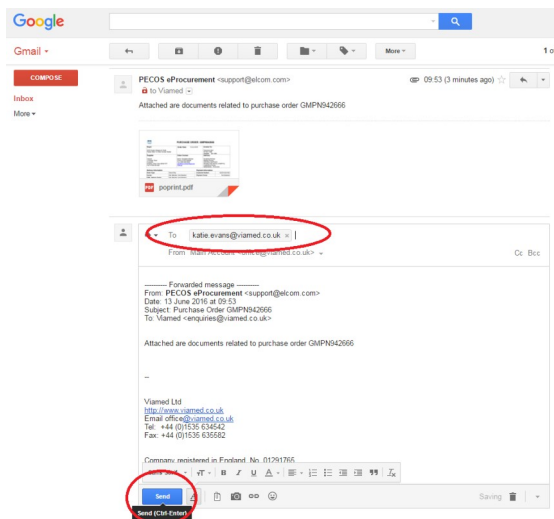 Google
Gmail
More
1 o
COMPOSE
Inbox
More
PECOS eProcurement <support@elcom.com>
09:53 (3 minutes ago)
to Viamed
Attached are documents related to purchase order GMPN942666
PDF poprint.pdf
To katie.evans@viamed.co.uk ×
From Main Account <office@viamed.co.uk>
Cc Bcc
---------- Forwarded message ----------
From: PECOS eProcurement <support@elcom.com>
Date: 13 June 2016 at 09:53
Subject: Purchase Order GMPN942666
To: Viamed <enquiries@viamed.co.uk>
Attached are documents related to purchase order GMPN942666
--
Viamed Ltd
http://www.viamed.co.uk
Email office@viamed.co.uk
Tel: +44 (0)1535 634542
Fax: +44 (0)1535 635582
Company registered in England. No. 01291765
B I U A
Send
Saving
Send (Ctrl-Enter)